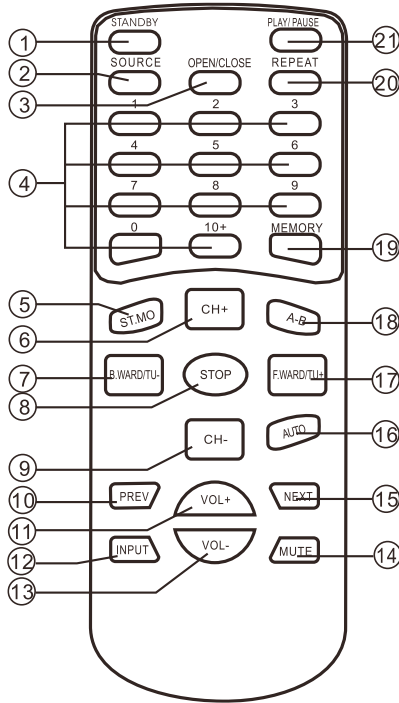 STANDBY PLAY/ PAUSE
1 21
SOURCE OPEN/CLOSE REPEAT
2 20
3
1 2 3
4 5 6
4
7 8 9
0 10+ MEMORY
19
5 ST.MO CH+ A-B 18
6
7 B.WARD/TU- STOP F.WARD/TU+ 17
8
9 CH- AUTO 16
10 PREV VOL+ NEXT 15
11
12 INPUT VOL- MUTE 14
13